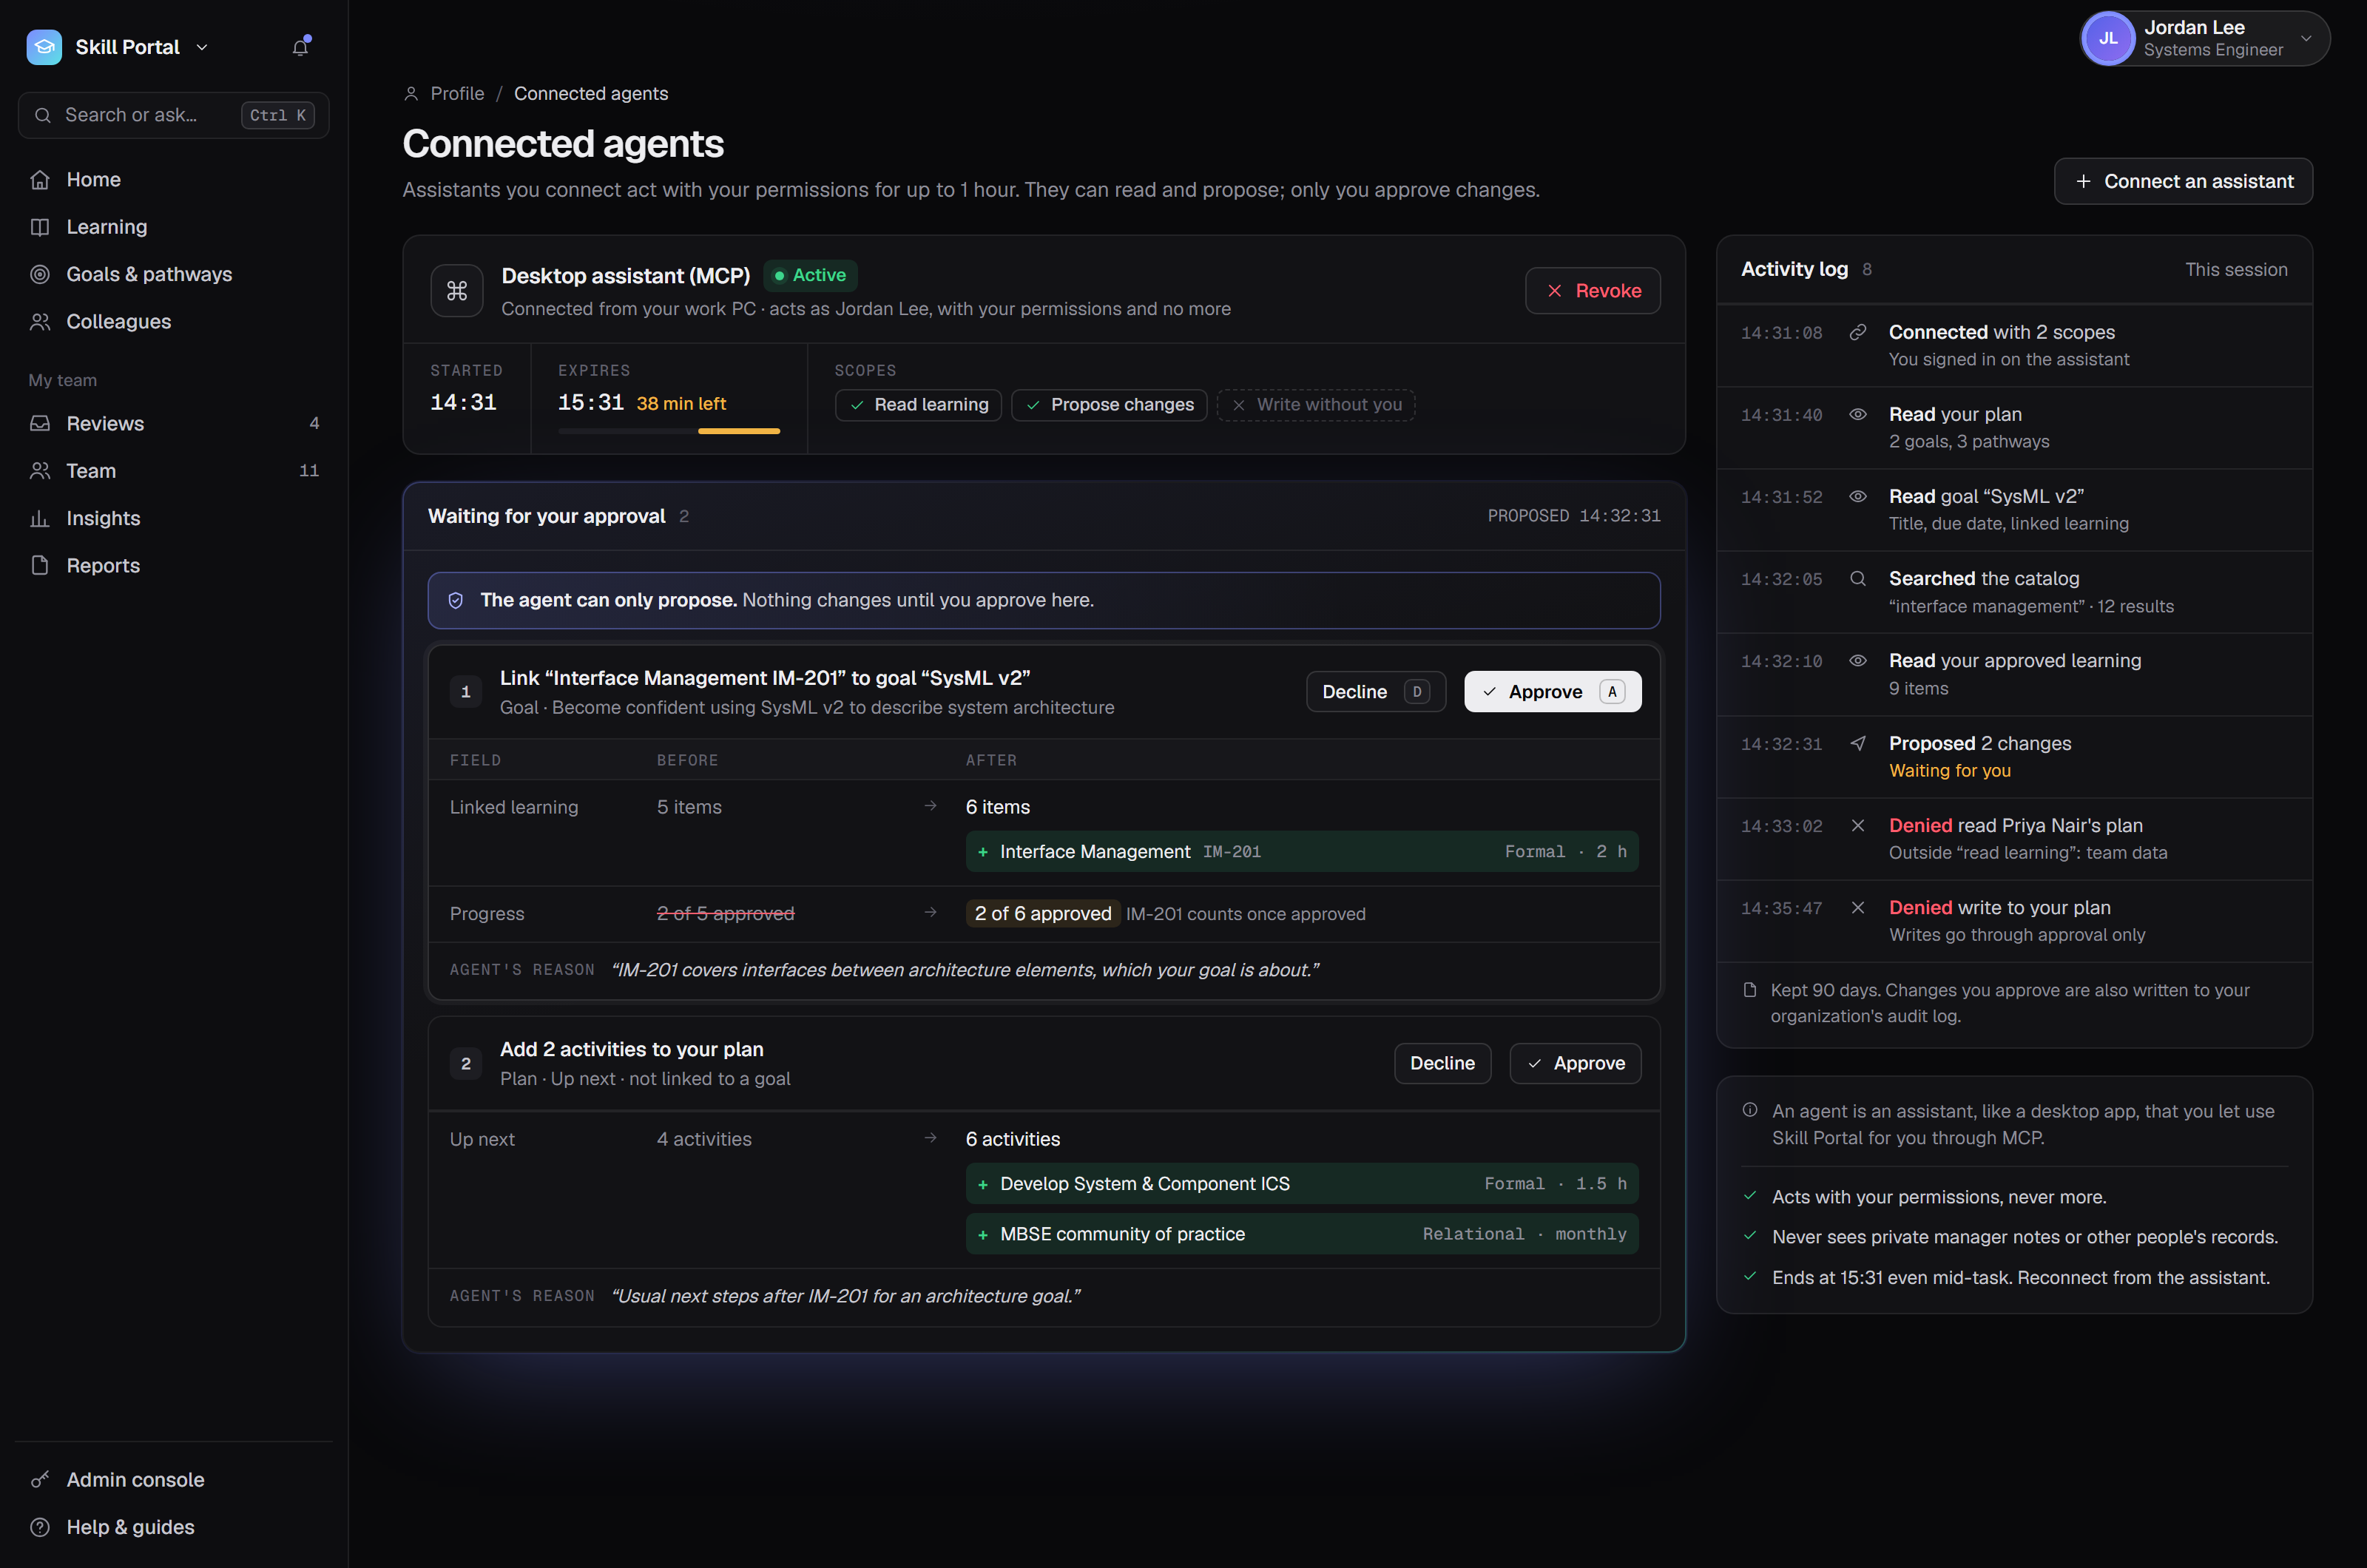 Skill Portal
Search or ask... Ctrl K
Home
Learning
Goals & pathways
Colleagues
My team
Reviews 4
Team 11
Insights
Reports
Admin console
Help & guides
JL
Jordan Lee
Systems Engineer
Profile / Connected agents
Connected agents
Assistants you connect act with your permissions for up to 1 hour. They can read and propose; only you approve changes.
Connect an assistant
Desktop assistant (MCP) Active
Connected from your work PC · acts as Jordan Lee, with your permissions and no more
Revoke
STARTED
14:31
EXPIRES
15:31 38 min left
SCOPES
Read learning Propose changes Write without you
Waiting for your approval 2
PROPOSED 14:32:31
The agent can only propose. Nothing changes until you approve here.
1
Link “Interface Management IM-201” to goal “SysML v2”
Goal · Become confident using SysML v2 to describe system architecture
Decline D
Approve A
FIELD BEFORE AFTER
Linked learning 5 items → 6 items
+ Interface Management IM-201 Formal · 2 h
Progress 2 of 5 approved → 2 of 6 approved IM-201 counts once approved
AGENT'S REASON “IM-201 covers interfaces between architecture elements, which your goal is about.”
2
Add 2 activities to your plan
Plan · Up next · not linked to a goal
Decline
Approve
Up next 4 activities → 6 activities
+ Develop System & Component ICS Formal · 1.5 h
+ MBSE community of practice Relational · monthly
AGENT'S REASON “Usual next steps after IM-201 for an architecture goal.”
Activity log 8
This session
14:31:08 Connected with 2 scopes
You signed in on the assistant
14:31:40 Read your plan
2 goals, 3 pathways
14:31:52 Read goal “SysML v2”
Title, due date, linked learning
14:32:05 Searched the catalog
“interface management” · 12 results
14:32:10 Read your approved learning
9 items
14:32:31 Proposed 2 changes
Waiting for you
14:33:02 Denied read Priya Nair's plan
Outside “read learning”: team data
14:35:47 Denied write to your plan
Writes go through approval only
Kept 90 days. Changes you approve are also written to your
organization's audit log.
An agent is an assistant, like a desktop app, that you let use
Skill Portal for you through MCP.
Acts with your permissions, never more.
Never sees private manager notes or other people's records.
Ends at 15:31 even mid-task. Reconnect from the assistant.